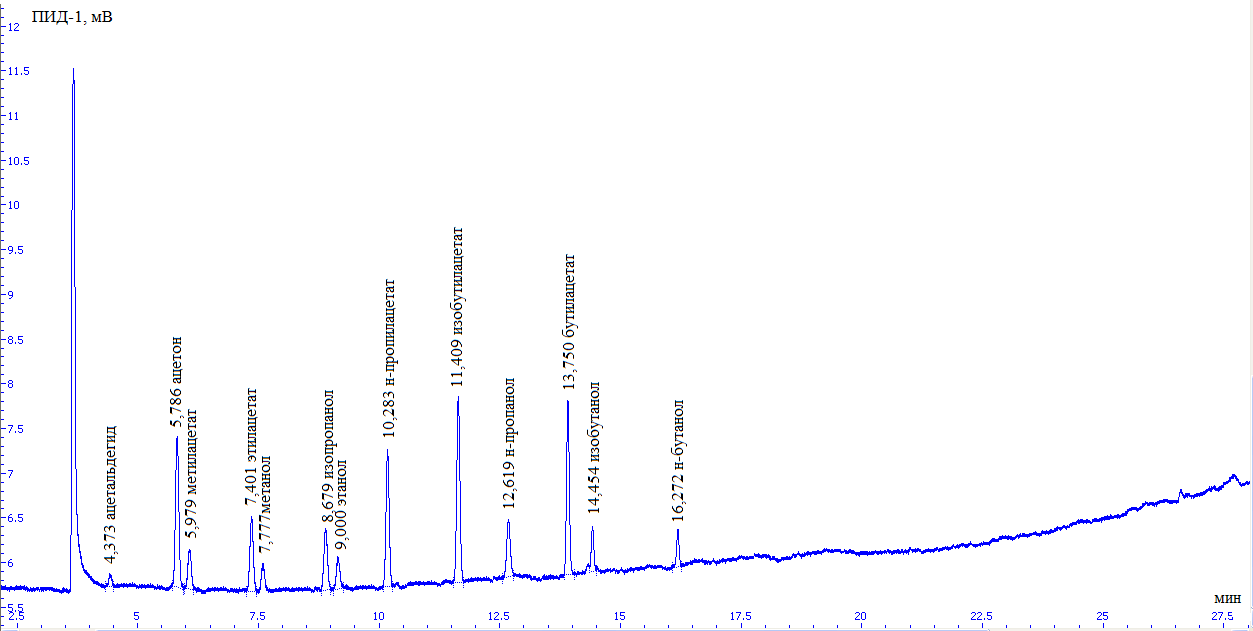 ПИД-1, мВ
12
11.5
11
10.5
10
9.5
9
8.5
8
7.5
7
6.5
6
5.5
4,373 ацетальдегид
5,786 ацетон
5,979 метилацетат
7,401 этилацетат
7,777метанол
8,679 изопропанол
9,000 этанол
10,283 н-пропилацетат
11,409 изобутилацетат
12,619 н-пропанол
13,750 бутилацетат
14,454 изобутанол
16,272 н-бутанол
мин
2.5 5 7.5 10 12.5 15 17.5 20 22.5 25 27.5